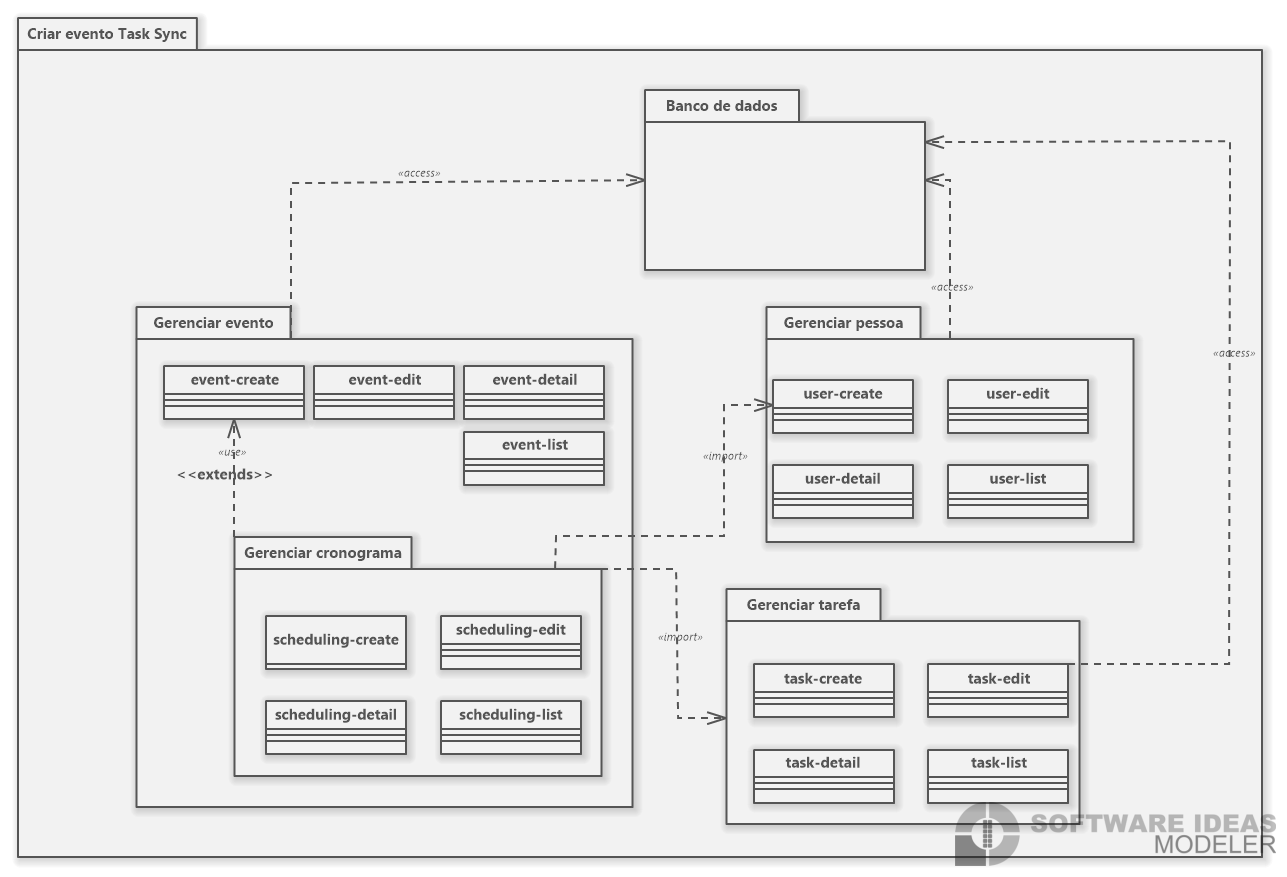 Criar evento Task Sync
Banco de dados
«access»
«access»
«access»
Gerenciar evento
event-create
event-edit
event-detail
event-list
«use»
<<extends>>
Gerenciar cronograma
scheduling-create
scheduling-edit
scheduling-detail
scheduling-list
Gerenciar pessoa
user-create
user-edit
user-detail
user-list
«import»
«import»
Gerenciar tarefa
task-create
task-edit
task-detail
task-list
SOFTWARE IDEAS
MODELER